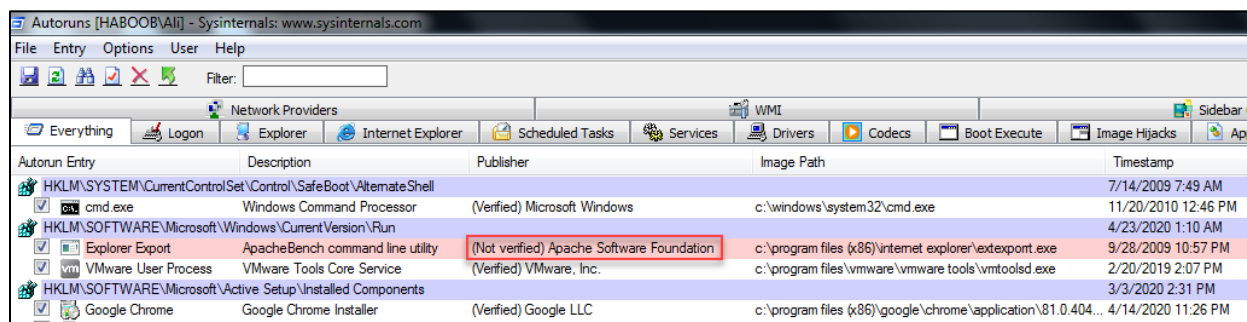 Autoruns [HABOOB\Ali] - Sysinternals: www.sysinternals.com
File Entry Options User Help
Filter:
Network Providers WMI Sidebar
Everything Logon Explorer Internet Explorer Scheduled Tasks Services Drivers Codecs Boot Execute Image Hijacks Ap
Autorun Entry Description Publisher Image Path Timestamp
HKLM\SYSTEM\CurrentControlSet\Control\SafeBoot\AlternateShell 7/14/2009 7:49 AM
cmd.exe Windows Command Processor (Verified) Microsoft Windows c:\windows\system32\cmd.exe 11/20/2010 12:46 PM
HKLM\SOFTWARE\Microsoft\Windows\CurrentVersion\Run 4/23/2020 1:10 AM
Explorer Export ApacheBench command line utility (Not verified) Apache Software Foundation c:\program files (x86)\internet explorer\extexport.exe 9/28/2009 10:57 PM
vm VMware User Process VMware Tools Core Service (Verified) VMware, Inc. c:\program files\vmware\vmware tools\vmtoolsd.exe 2/20/2019 2:07 PM
HKLM\SOFTWARE\Microsoft\Active Setup\Installed Components 3/3/2020 2:31 PM
Google Chrome Google Chrome Installer (Verified) Google LLC c:\program files (x86)\google\chrome\application\81.0.404... 4/14/2020 11:26 PM